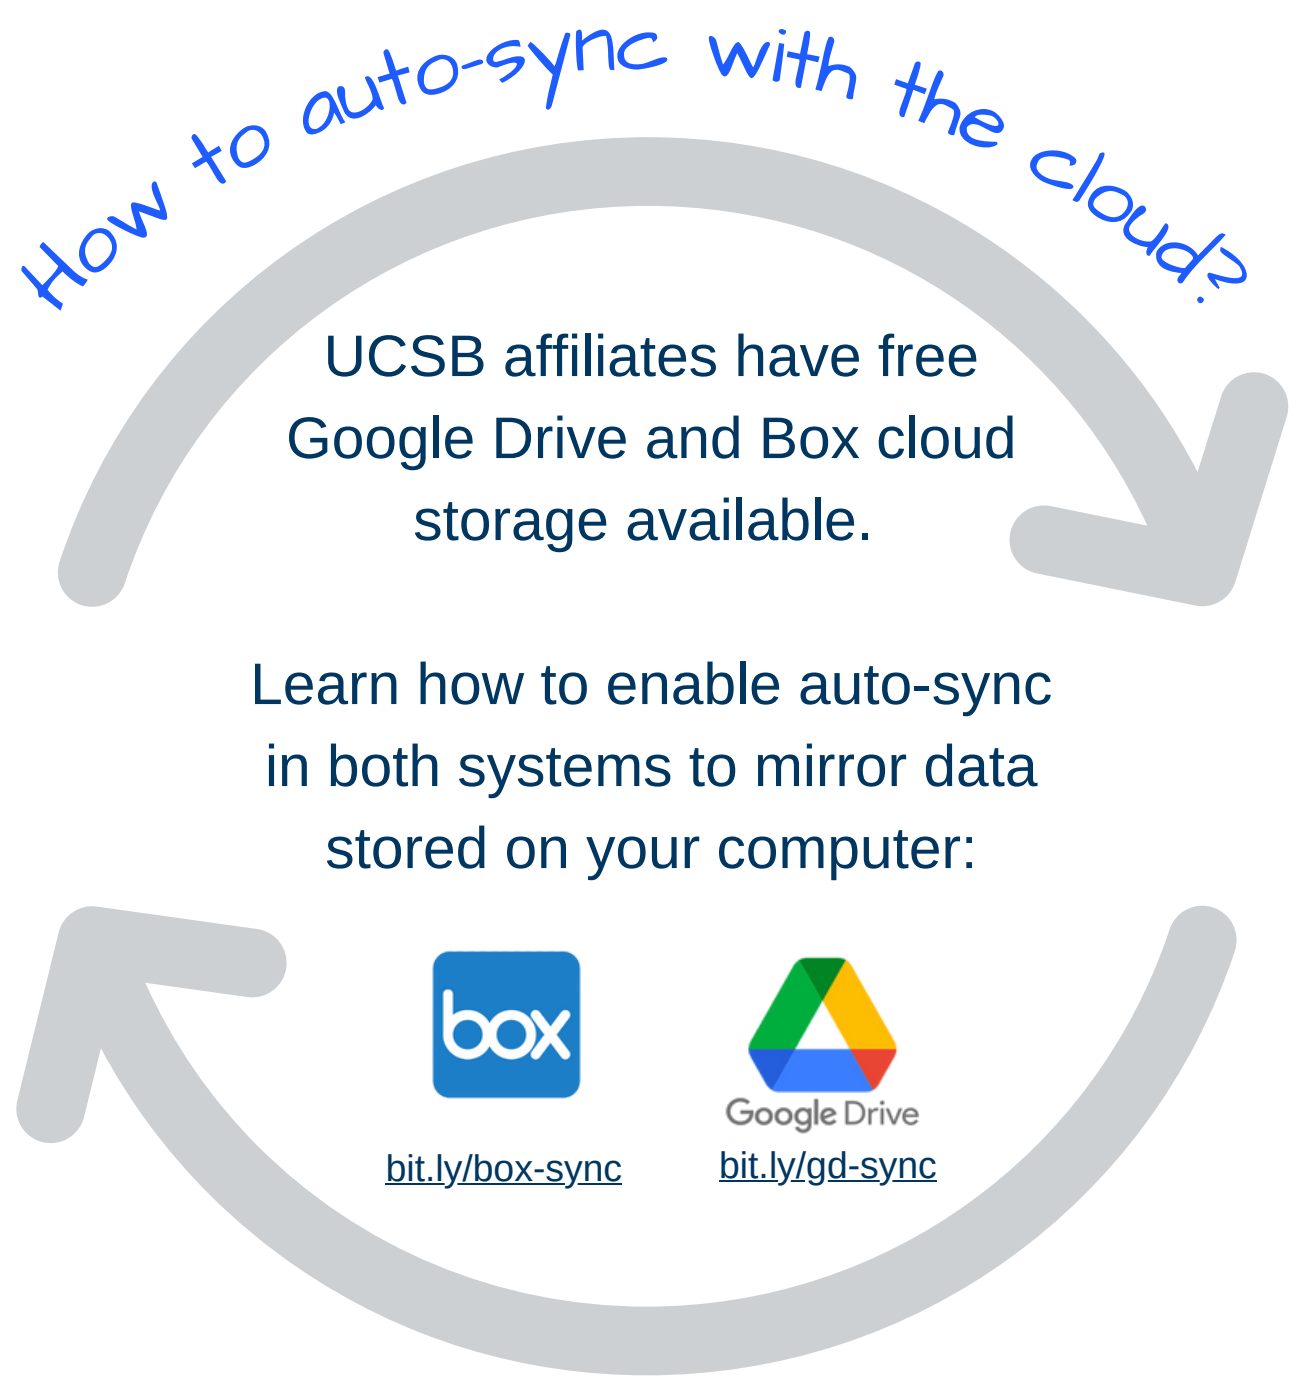 How to auto-sync with the cloud?
UCSB affiliates have free
Google Drive and Box cloud
storage available.
Learn how to enable auto-sync
in both systems to mirror data
stored on your computer:
box
Google Drive
bit.ly/box-sync
bit.ly/gd-sync